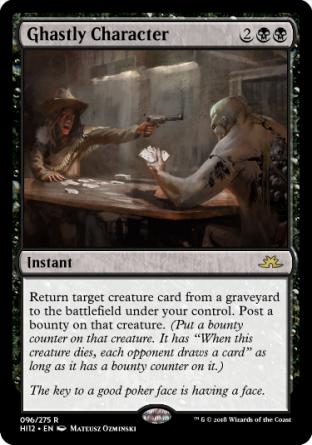 Ghastly Character 2
Instant
Return target creature card from a graveyard
to the battlefield under your control. Post a
bounty on that creature. (Put a bounty
counter on that creature. It has “When this
creature dies, each opponent draws a card” as
long as it has a bounty counter on it.)
The key to a good poker face is having a face.
096/275 R
HI12 • EN Mateusz Ozminski
™ & © 2018 Wizards of the Coast